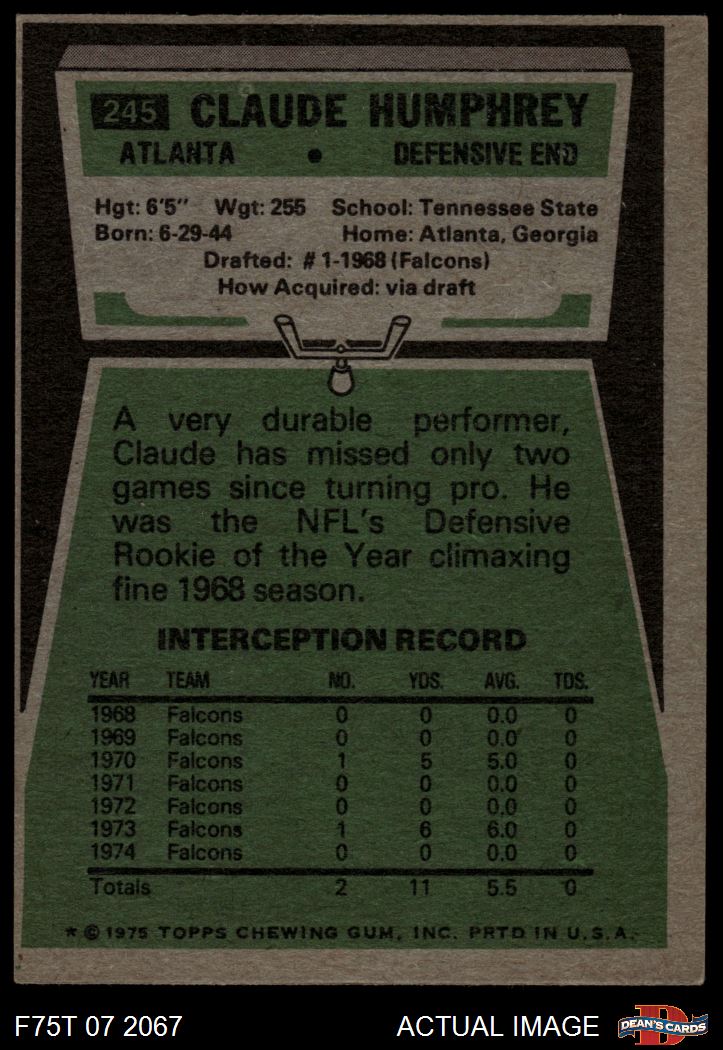 245 CLAUDE HUMPHREY
ATLANTA • DEFENSIVE END
Hgt: 6'5" Wgt: 255 School: Tennessee State
Born: 6-29-44 Home: Atlanta, Georgia
Drafted: #1-1968 (Falcons)
How Acquired: via draft
A very durable performer,
Claude has missed only two
games since turning pro. He
was the NFL's Defensive
Rookie of the Year climaxing
fine 1968 season.
INTERCEPTION RECORD
YEAR TEAM NO. YDS. AVG. TDS.
1968 Falcons 0 0 0.0 0
1969 Falcons 0 0 0.0 0
1970 Falcons 1 5 5.0 0
1971 Falcons 0 0 0.0 0
1972 Falcons 0 0 0.0 0
1973 Falcons 1 6 6.0 0
1974 Falcons 0 0 0.0 0
Totals 2 11 5.5 0
* © 1975 TOPPS CHEWING GUM, INC. PRTD IN U.S.A.
F75T 07 2067 ACTUAL IMAGE D DEAN'S CARDS